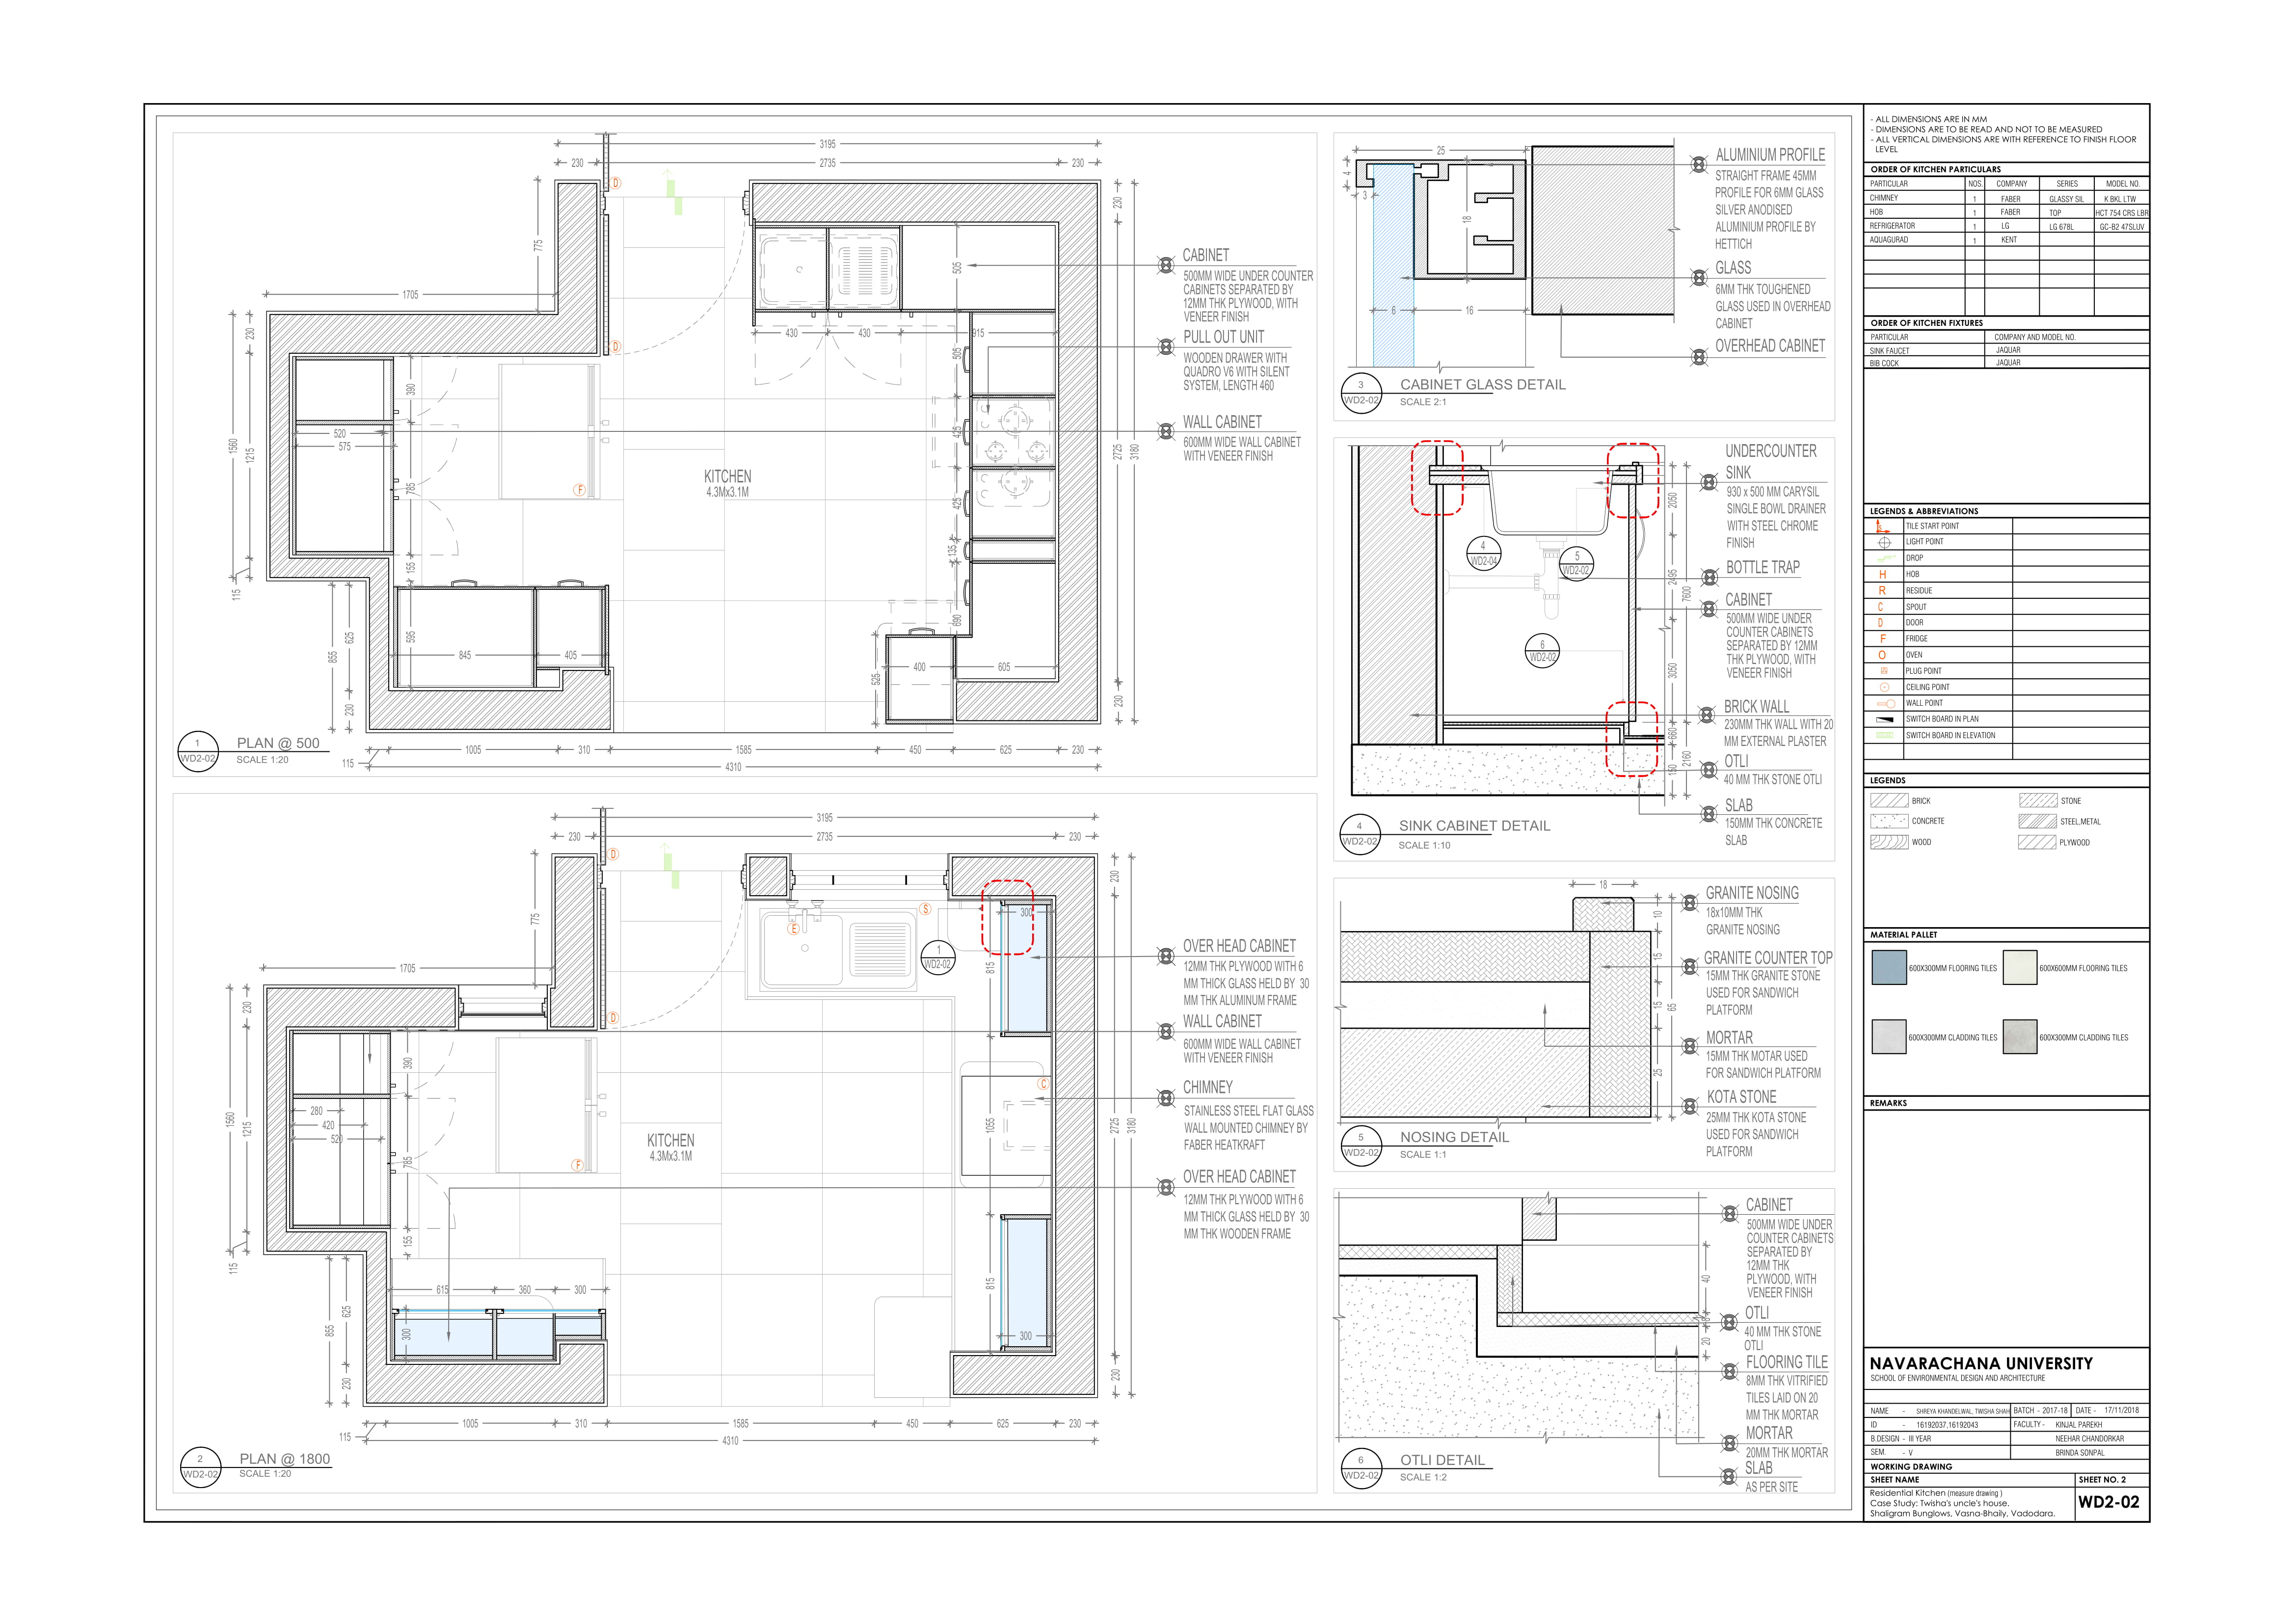 3195
230
2735
230
D
775
230
1705
505
CABINET
500MM WIDE UNDER COUNTER
CABINETS SEPARATED BY
12MM THK PLYWOOD, WITH
VENEER FINISH
430
430
915
PULL OUT UNIT
WOODEN DRAWER WITH
QUADRO V6 WITH SILENT
SYSTEM, LENGTH 460
D
230
505
390
520
575
425
WALL CABINET
600MM WIDE WALL CABINET
WITH VENEER FINISH
1560
1215
2725
3180
KITCHEN
4.3Mx3.1M
F
785
425
135
155
115
690
625
855
595
845
405
400
605
525
230
230
1
WD2-02
PLAN @ 500
SCALE 1:20
115
1005
310
1585
450
625
230
4310
3195
230
2735
230
D
230
775
S
E
300
1
WD2-02
815
OVER HEAD CABINET
12MM THK PLYWOOD WITH 6
MM THICK GLASS HELD BY 30
MM THK ALUMINUM FRAME
1705
230
D
WALL CABINET
600MM WIDE WALL CABINET
WITH VENEER FINISH
390
C
CHIMNEY
STAINLESS STEEL FLAT GLASS
WALL MOUNTED CHIMNEY BY
FABER HEATKRAFT
280
420
520
1560
1215
1055
2725
3180
KITCHEN
4.3Mx3.1M
F
785
OVER HEAD CABINET
12MM THK PLYWOOD WITH 6
MM THICK GLASS HELD BY 30
MM THK WOODEN FRAME
155
115
615
360
300
815
625
855
300
300
230
230
115
1005
310
1585
450
625
230
4310
2
WD2-02
PLAN @ 1800
SCALE 1:20
25
4
3
18
6
16
ALUMINIUM PROFILE
STRAIGHT FRAME 45MM
PROFILE FOR 6MM GLASS
SILVER ANODISED
ALUMINIUM PROFILE BY
HETTICH
GLASS
6MM THK TOUGHENED
GLASS USED IN OVERHEAD
CABINET
OVERHEAD CABINET
3
WD2-02
CABINET GLASS DETAIL
SCALE 2:1
UNDERCOUNTER
SINK
930 x 500 MM CARYSIL
SINGLE BOWL DRAINER
WITH STEEL CHROME
FINISH
2050
4
WD2-04
5
WD2-02
BOTTLE TRAP
2495
7600
CABINET
500MM WIDE UNDER
COUNTER CABINETS
SEPARATED BY 12MM
THK PLYWOOD, WITH
VENEER FINISH
6
WD2-02
3050
BRICK WALL
230MM THK WALL WITH 20
MM EXTERNAL PLASTER
660
2160
150
OTLI
40 MM THK STONE OTLI
SLAB
150MM THK CONCRETE
SLAB
4
WD2-02
SINK CABINET DETAIL
SCALE 1:10
18
GRANITE NOSING
18x10MM THK
GRANITE NOSING
10
GRANITE COUNTER TOP
15MM THK GRANITE STONE
USED FOR SANDWICH
PLATFORM
15
15
65
MORTAR
15MM THK MOTAR USED
FOR SANDWICH PLATFORM
25
KOTA STONE
25MM THK KOTA STONE
USED FOR SANDWICH
PLATFORM
5
WD2-02
NOSING DETAIL
SCALE 1:1
CABINET
500MM WIDE UNDER
COUNTER CABINETS
SEPARATED BY
12MM THK
PLYWOOD, WITH
VENEER FINISH
40
OTLI
40 MM THK STONE
OTLI
20
FLOORING TILE
8MM THK VITRIFIED
TILES LAID ON 20
MM THK MORTAR
MORTAR
20MM THK MORTAR
SLAB
AS PER SITE
6
WD2-02
OTLI DETAIL
SCALE 1:2
- ALL DIMENSIONS ARE IN MM
- DIMENSIONS ARE TO BE READ AND NOT TO BE MEASURED
- ALL VERTICAL DIMENSIONS ARE WITH REFERENCE TO FINISH FLOOR
LEVEL
ORDER OF KITCHEN PARTICULARS
PARTICULAR NOS. COMPANY SERIES MODEL NO.
CHIMNEY 1 FABER GLASSY SIL K BKL LTW
HOB 1 FABER TOP HCT 754 CRS LBR
REFRIGERATOR 1 LG LG 678L GC-B2 47SLUV
AQUAGURAD 1 KENT
ORDER OF KITCHEN FIXTURES
PARTICULAR COMPANY AND MODEL NO.
SINK FAUCET JAQUAR
BIB COCK JAQUAR
LEGENDS & ABBREVIATIONS
TILE START POINT
LIGHT POINT
DROP
H HOB
R RESIDUE
C SPOUT
D DOOR
F FRIDGE
O OVEN
PLUG POINT
CEILING POINT
WALL POINT
SWITCH BOARD IN PLAN
SWITCH BOARD IN ELEVATION
LEGENDS
BRICK STONE
CONCRETE STEEL,METAL
WOOD PLYWOOD
MATERIAL PALLET
600X300MM FLOORING TILES 600X600MM FLOORING TILES
600X300MM CLADDING TILES 600X300MM CLADDING TILES
REMARKS
NAVARACHANA UNIVERSITY
SCHOOL OF ENVIRONMENTAL DESIGN AND ARCHITECTURE
NAME - SHREYA KHANDELWAL, TWISHA SHAH BATCH - 2017-18 DATE - 17/11/2018
ID - 16192037,16192043 FACULTY - KINJAL PAREKH
B.DESIGN - III YEAR NEEHAR CHANDORKAR
SEM. - V BRINDA SONPAL
WORKING DRAWING
SHEET NAME SHEET NO. 2
Residential Kitchen (measure drawing )
Case Study: Twisha's uncle's house.
Shaligram Bunglows, Vasna-Bhaily, Vadodara.
WD2-02